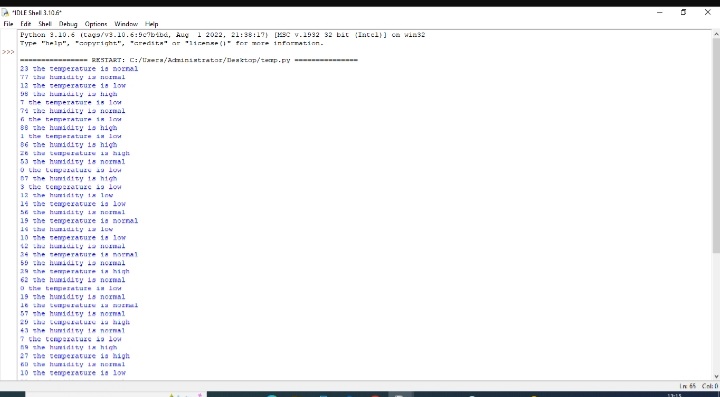 *IDLE Shell 3.10.6*
File Edit Shell Debug Options Window Help
Python 3.10.6 (tags/v3.10.6:9c7b4bd, Aug 1 2022, 21:38:17) [MSC v.1932 32 bit (Intel)] on win32
Type "help", "copyright", "credits" or "license()" for more information.
>>>
================ RESTART: C:/Users/Administrator/Desktop/temp.py ===============
23 the temperature is normal
77 the humidity is normal
12 the temperature is low
98 the humidity is high
7 the temperature is low
74 the humidity is normal
6 the temperature is low
88 the humidity is high
1 the temperature is low
86 the humidity is high
26 the temperature is high
53 the humidity is normal
0 the temperature is low
87 the humidity is high
3 the temperature is low
12 the humidity is low
14 the temperature is low
56 the humidity is normal
19 the temperature is normal
14 the humidity is low
10 the temperature is low
42 the humidity is normal
24 the temperature is normal
59 the humidity is normal
29 the temperature is high
62 the humidity is normal
0 the temperature is low
19 the humidity is normal
16 the temperature is normal
57 the humidity is normal
29 the temperature is high
43 the humidity is normal
7 the temperature is low
89 the humidity is high
27 the temperature is high
60 the humidity is normal
10 the temperature is low
Ln: 65 Col: 0